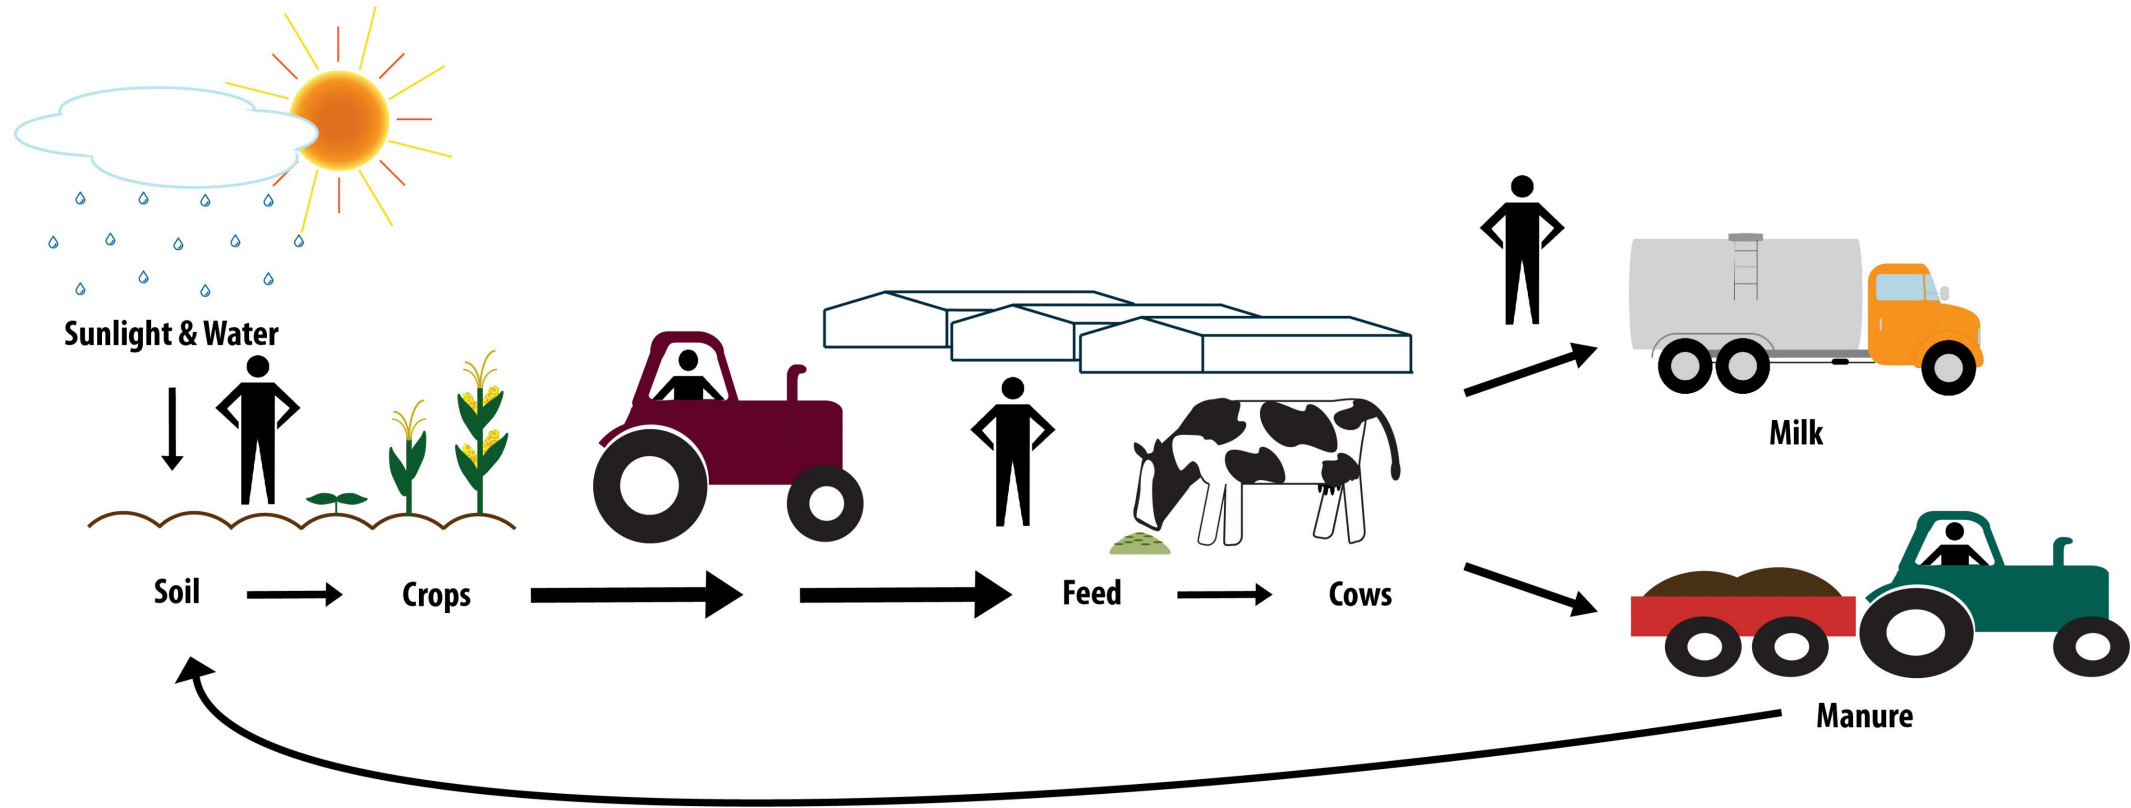 Sunlight & Water
Soil
Crops
Feed
Cows
Milk
Manure